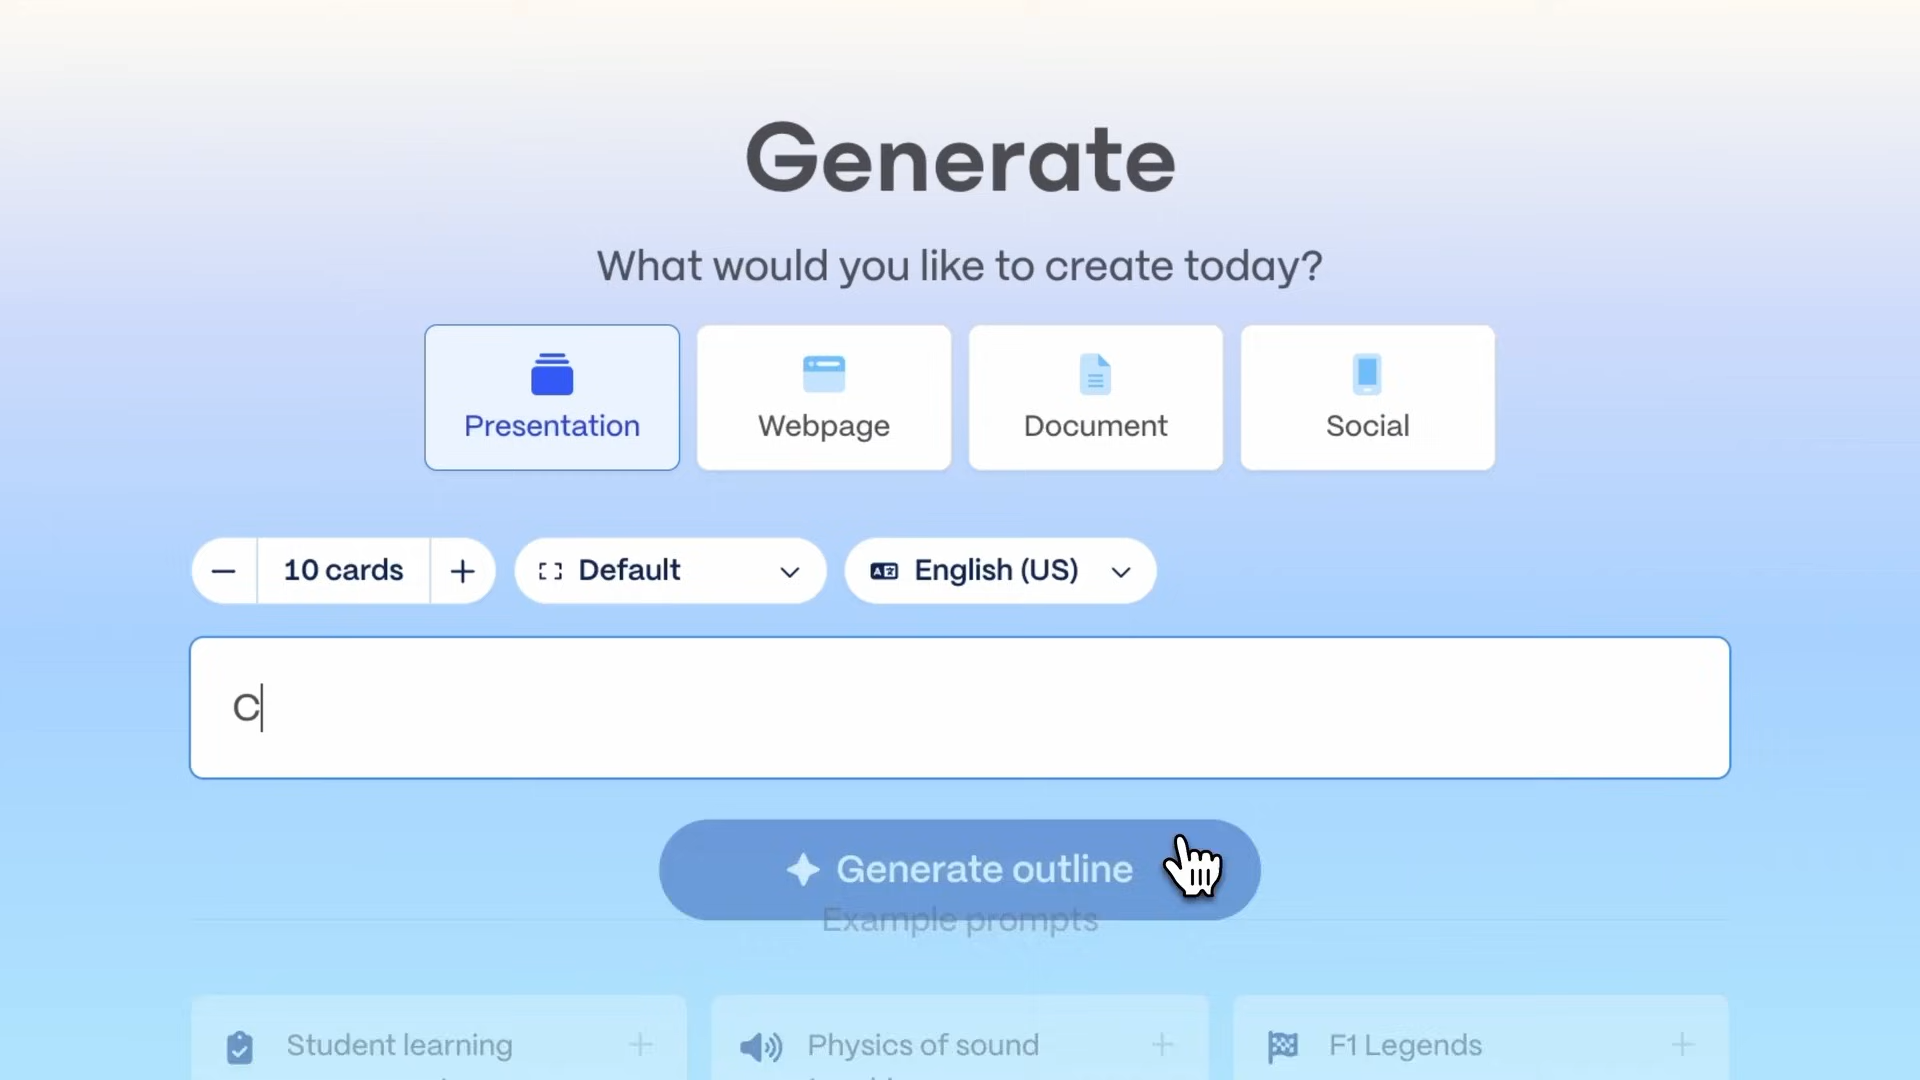 Generate
What would you like to create today?
Presentation
Webpage
Document
Social
10 cards
Default
English (US)
C
Generate outline
Example prompts
Student learning
Physics of sound
F1 Legends